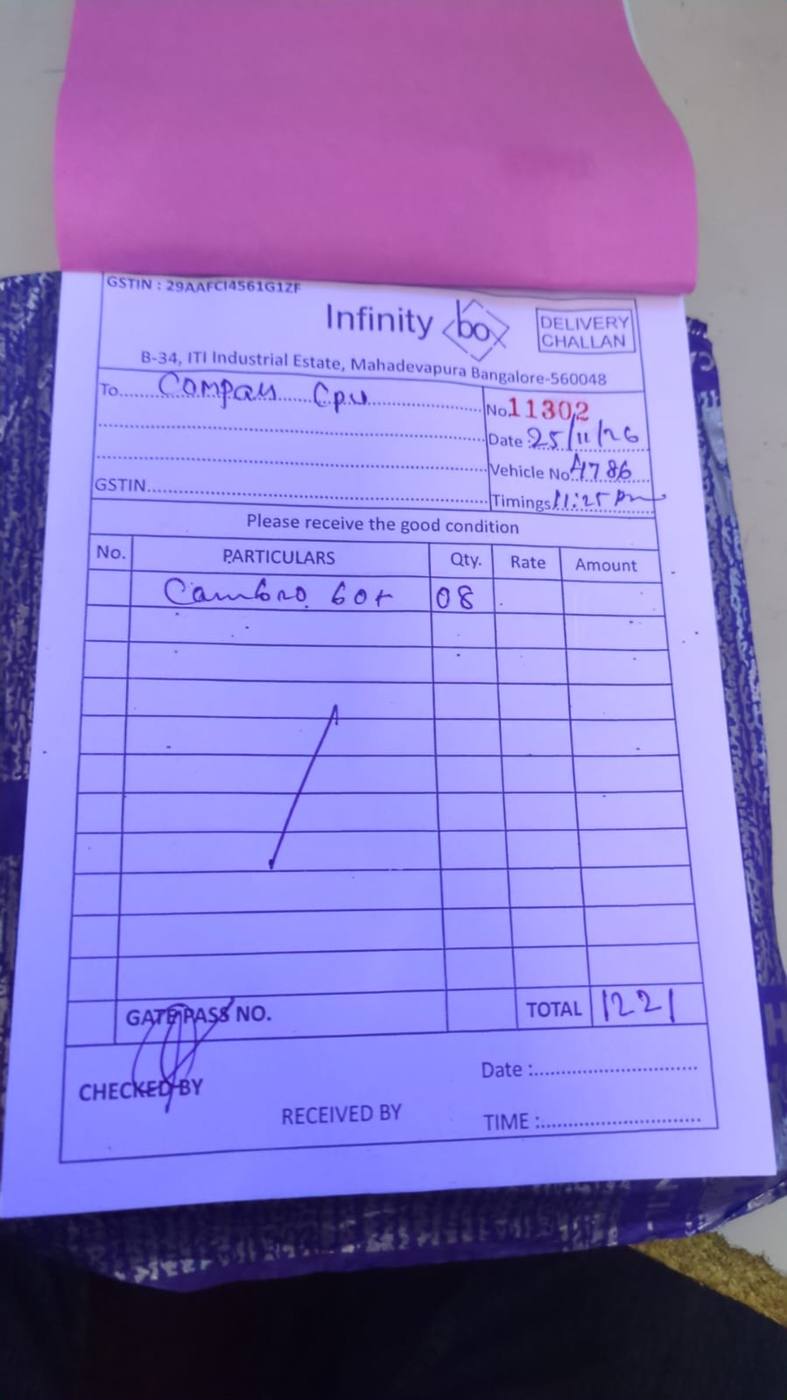 GSTIN : 29AAFCI4561G1ZF
Infinity box
DELIVERY CHALLAN
B-34, ITI Industrial Estate, Mahadevapura Bangalore-560048
To Compass Cpu
No. 11302
Date 25/11/26
Vehicle No. 4786
GSTIN
Timings 11:25 pm
Please receive the good condition
No. PARTICULARS Qty. Rate Amount
Cambro 08
GATE PASS NO. TOTAL 1221
CHECKED BY
Date :
RECEIVED BY
TIME :